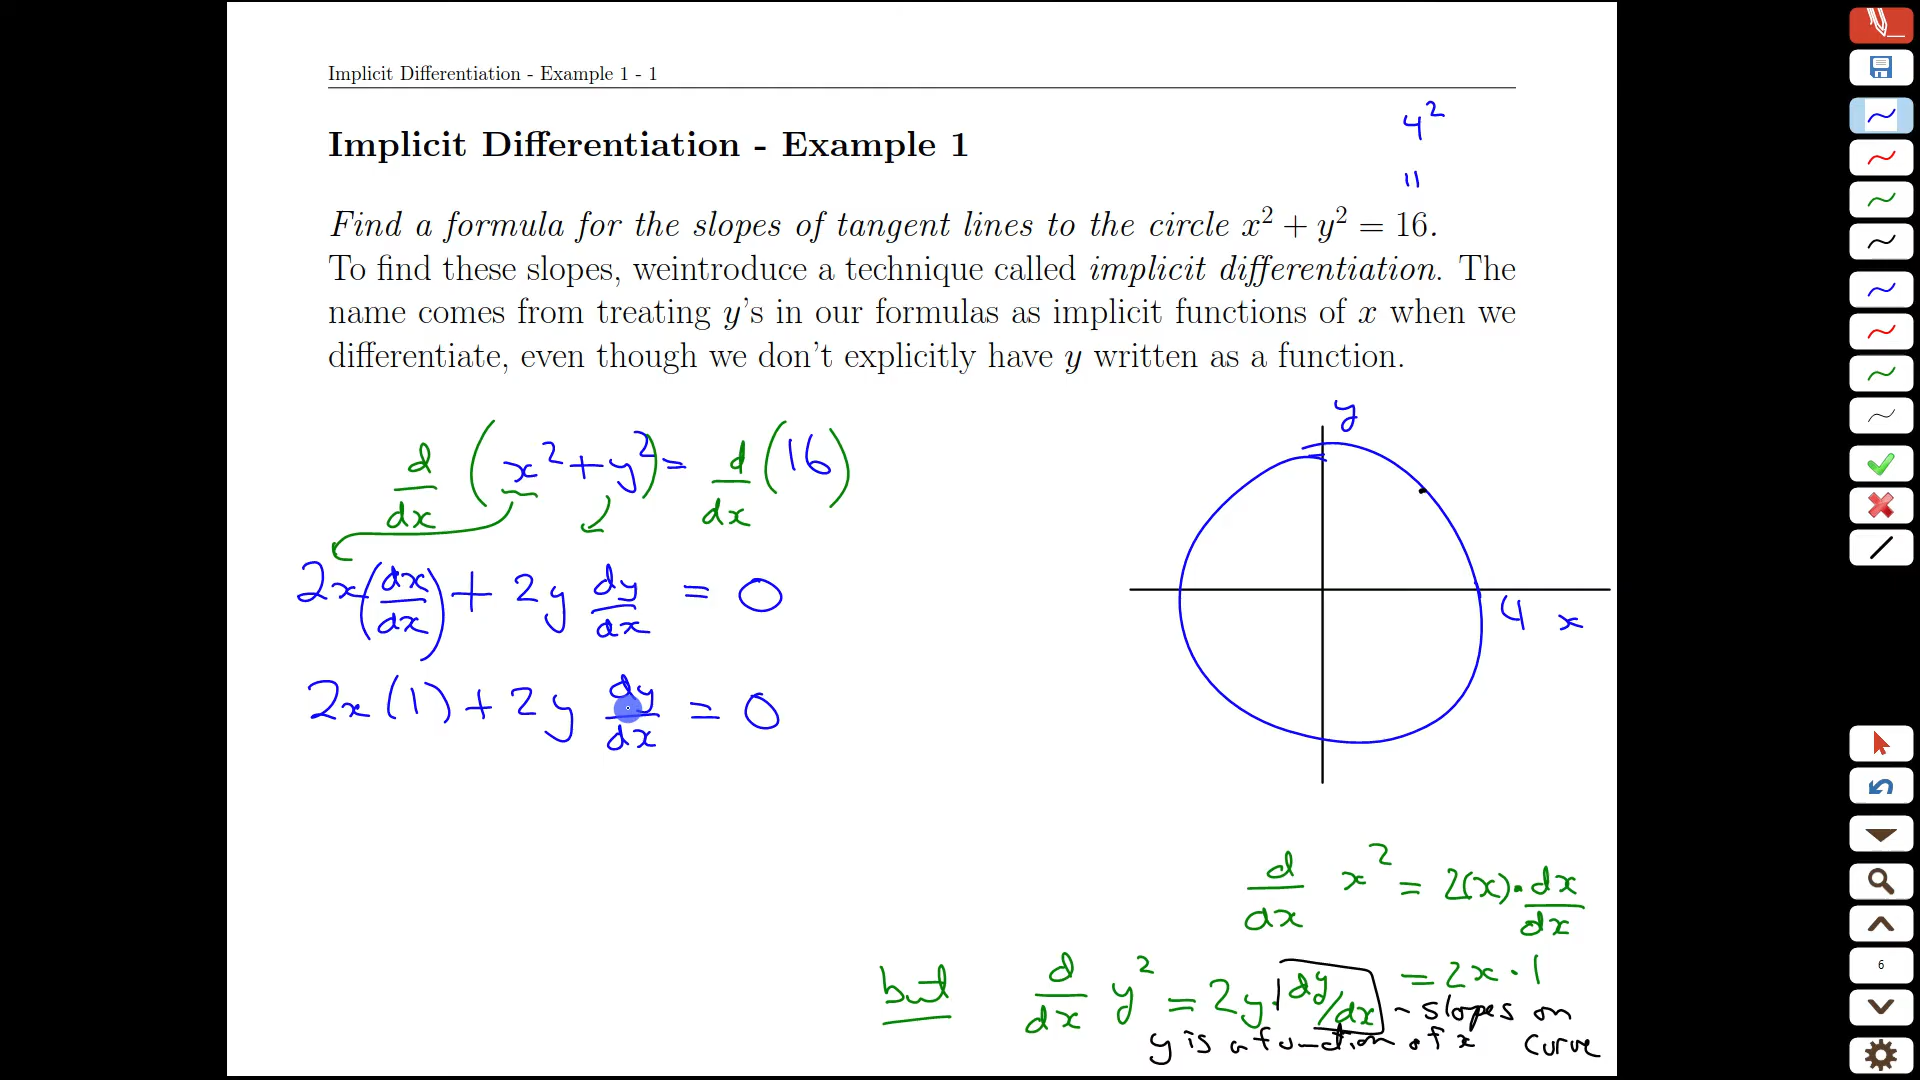 Implicit Differentiation - Example 1 - 1
4²
Implicit Differentiation - Example 1
=
Find a formula for the slopes of tangent lines to the circle x² + y² = 16.
To find these slopes, weintroduce a technique called implicit differentiation. The
name comes from treating y's in our formulas as implicit functions of x when we
differentiate, even though we don't explicitly have y written as a function.
y
d/dx (x² + y²) = d/dx (16)
2x(dx/dx) + 2y dy/dx = 0
4 x
2x(1) + 2y dy/dx = 0
d/dx x² = 2(x)·dx/dx
= 2x·1
but d/dx y² = 2y·dy/dx ~ slopes on curve
y is a function of x
6